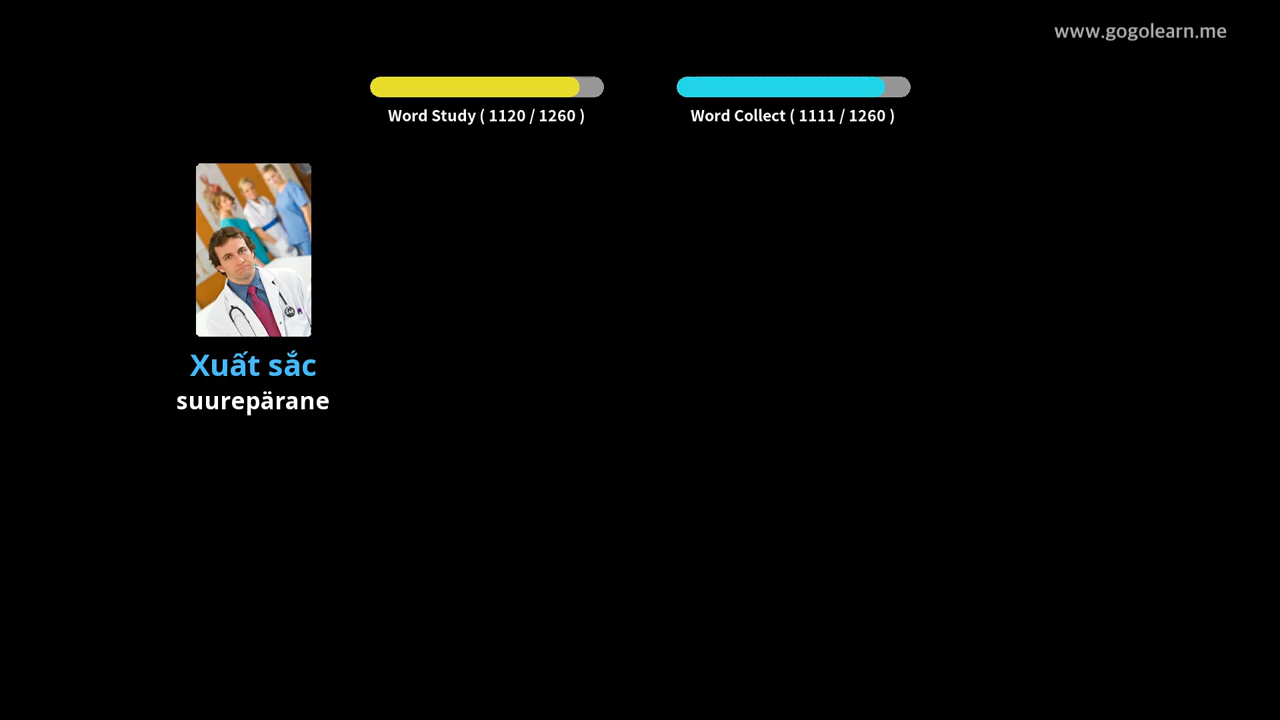 www.gogolearn.me
Word Study ( 1120 / 1260 )
Word Collect ( 1111 / 1260 )
Xuất sắc
suurepärane